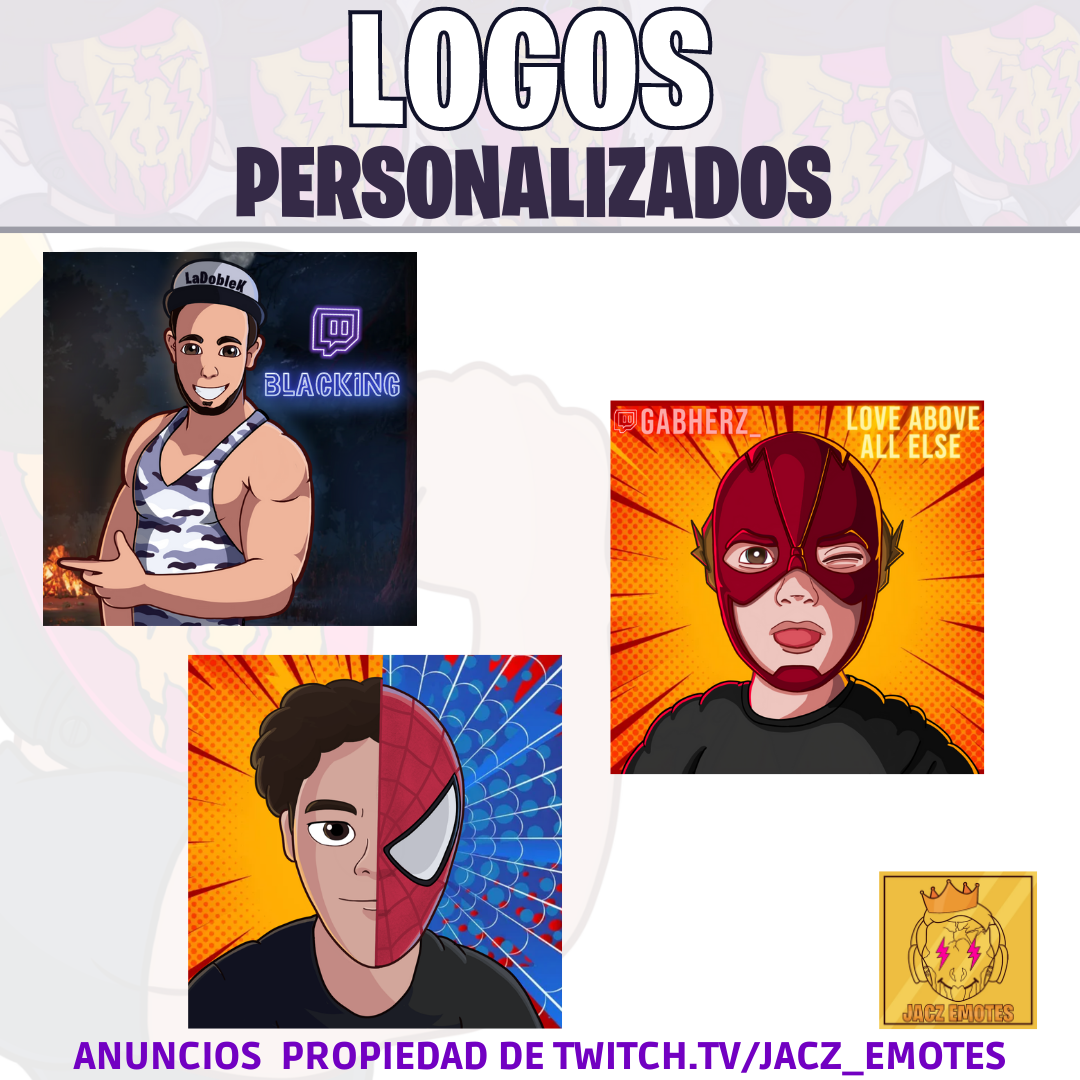 LOGOS
PERSONALIZADOS
LaDobleK
BLACKING
GABHERZ_
LOVE ABOVE
ALL ELSE
JACZ EMOTES
ANUNCIOS PROPIEDAD DE TWITCH.TV/JACZ_EMOTES